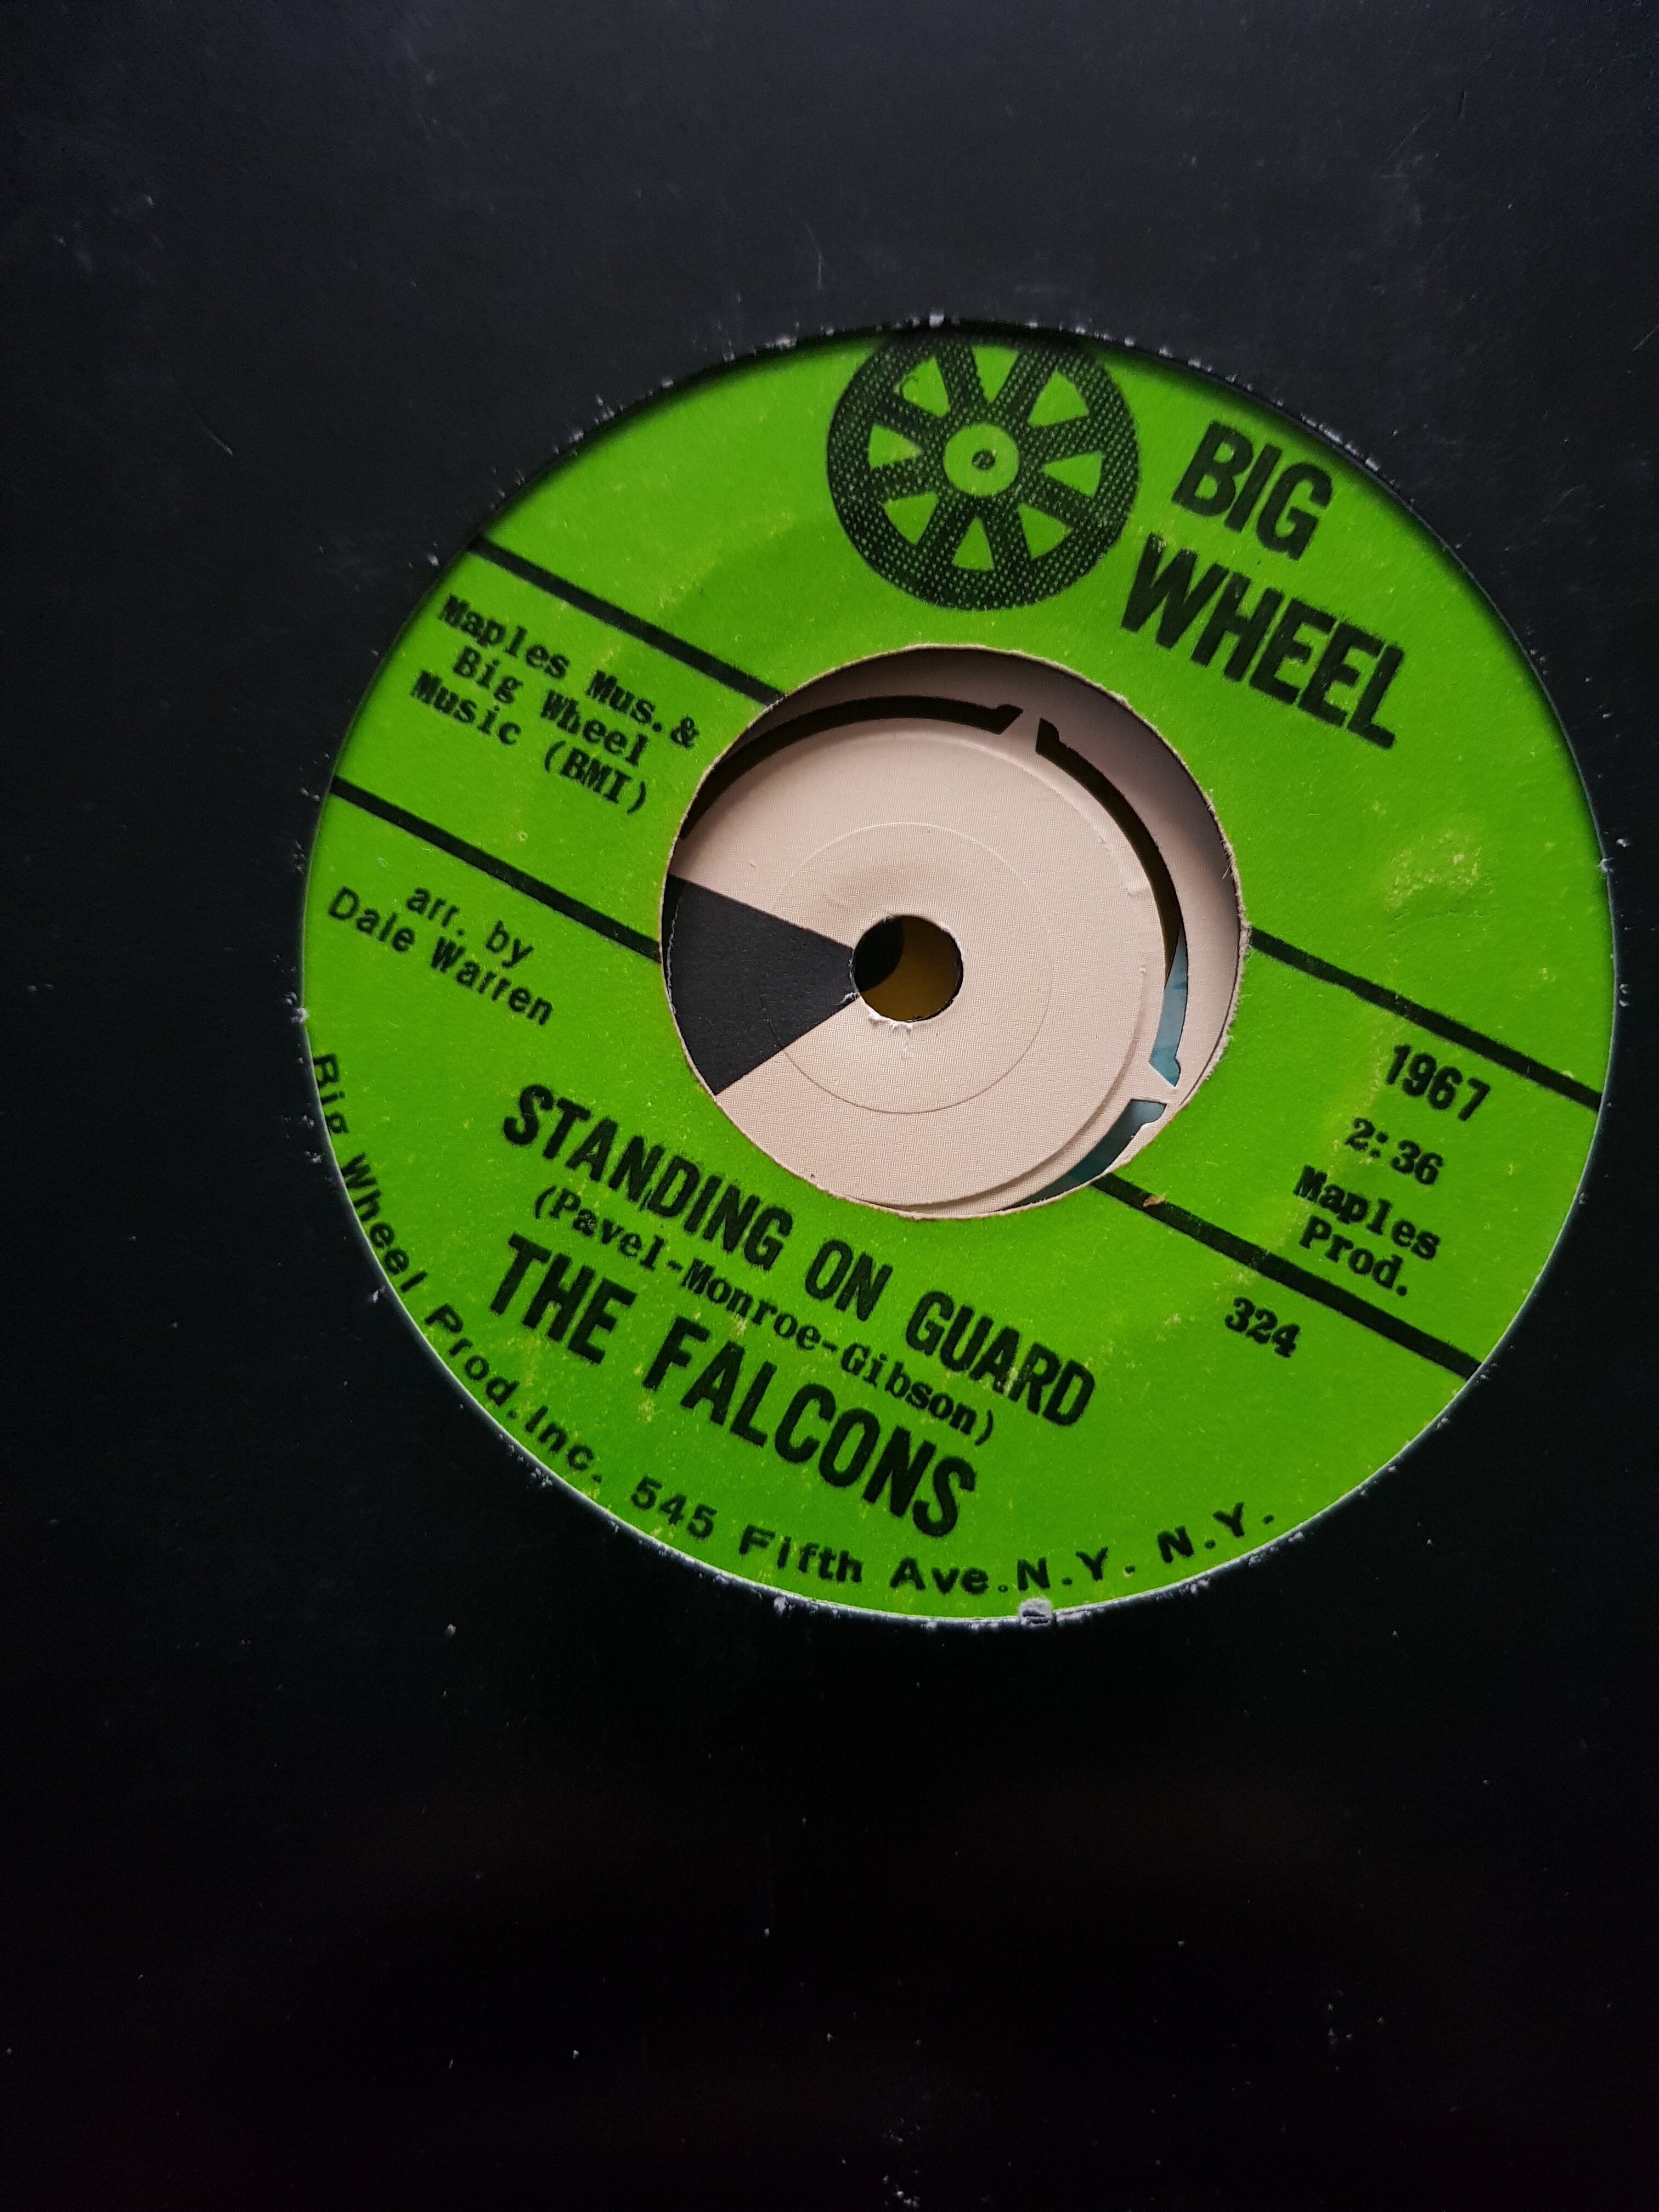 BIG
WHEEL
Maples Mus.&
Big Wheel
Music (BMI)
arr. by
Dale Warren
1967
2:36
Maples
Prod.
324
STANDING ON GUARD
(Pavel-Monroe-Gibson)
THE FALCONS
Big Wheel Prod.Inc. 545 Fifth Ave.N.Y. N.Y.